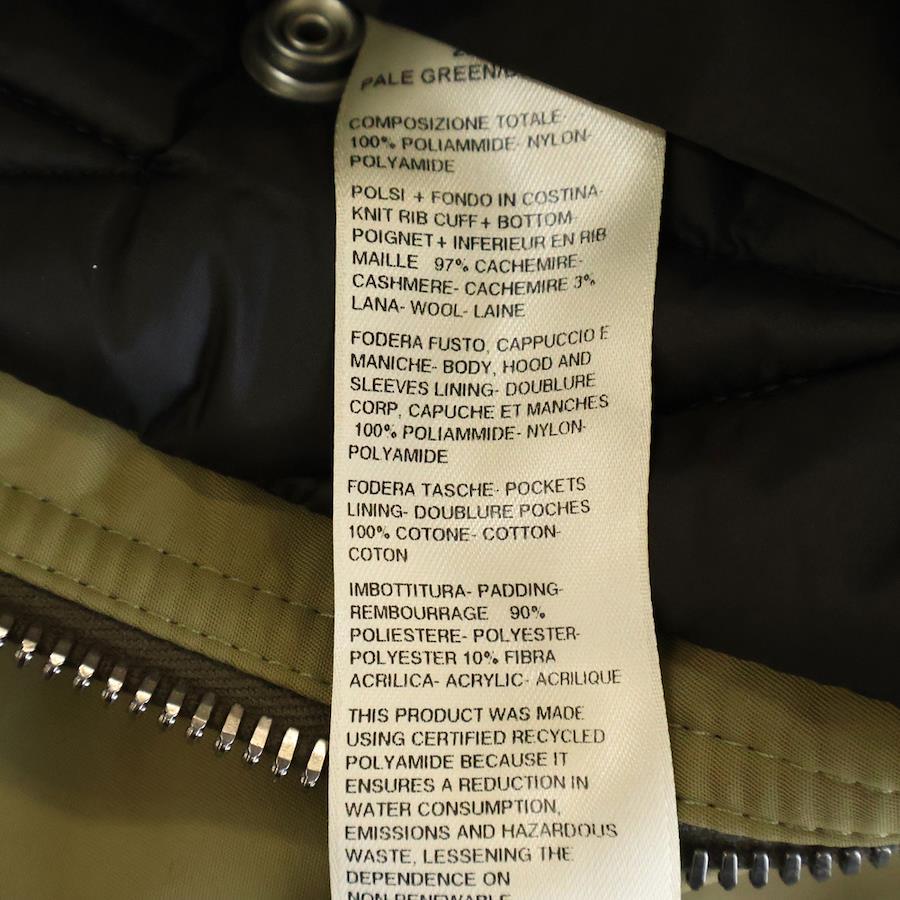 PALE GREEN/
COMPOSIZIONE TOTALE-
100% POLIAMMIDE- NYLON-
POLYAMIDE
POLSI + FONDO IN COSTINA-
KNIT RIB CUFF+ BOTTOM-
POIGNET+ INFERIEUR EN RIB
MAILLE 97% CACHEMIRE-
CASHMERE- CACHEMIRE 3%
LANA- WOOL- LAINE
FODERA FUSTO, CAPPUCCIO E
MANICHE- BODY, HOOD AND
SLEEVES LINING- DOUBLURE
CORP, CAPUCHE ET MANCHES
100% POLIAMMIDE- NYLON-
POLYAMIDE
FODERA TASCHE- POCKETS
LINING- DOUBLURE POCHES
100% COTONE- COTTON-
COTON
IMBOTTITURA- PADDING-
REMBOURRAGE 90%
POLIESTERE- POLYESTER-
POLYESTER 10% FIBRA
ACRILICA- ACRYLIC- ACRILIQUE
THIS PRODUCT WAS MADE
USING CERTIFIED RECYCLED
POLYAMIDE BECAUSE IT
ENSURES A REDUCTION IN
WATER CONSUMPTION,
EMISSIONS AND HAZARDOUS
WASTE, LESSENING THE
DEPENDENCE ON
NON RENEWABLE